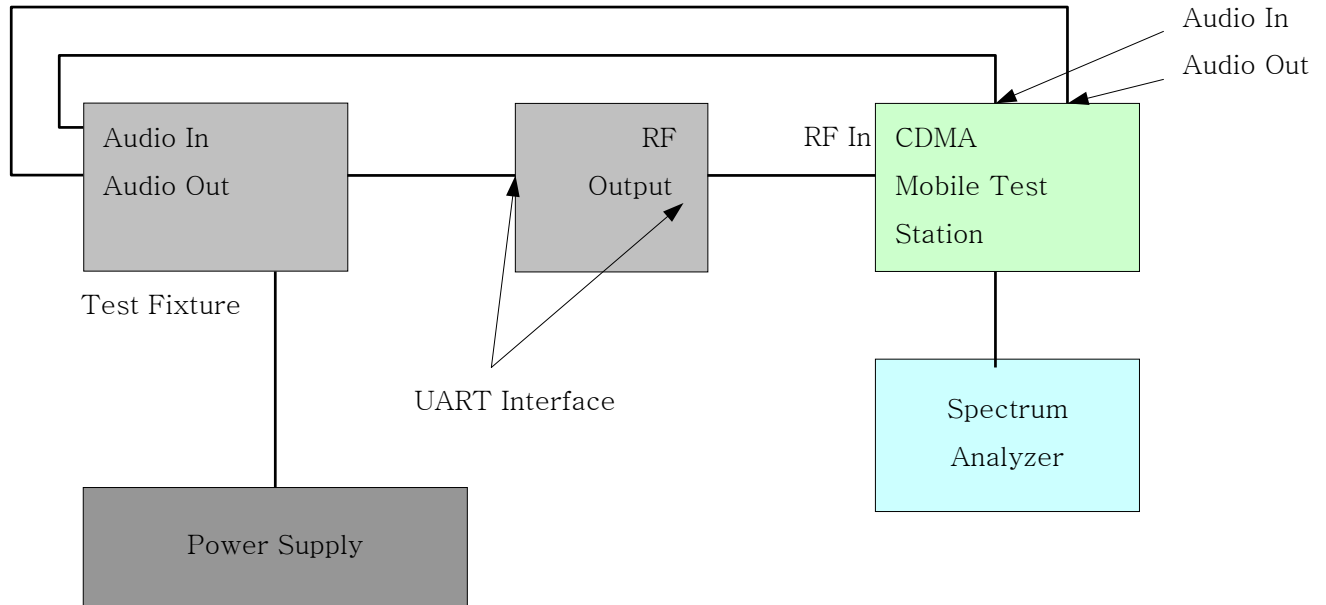 Audio In
Audio Out
Audio In
Audio Out
RF
Output
RF In
CDMA
Mobile Test
Station
Test Fixture
UART Interface
Spectrum
Analyzer
Power Supply